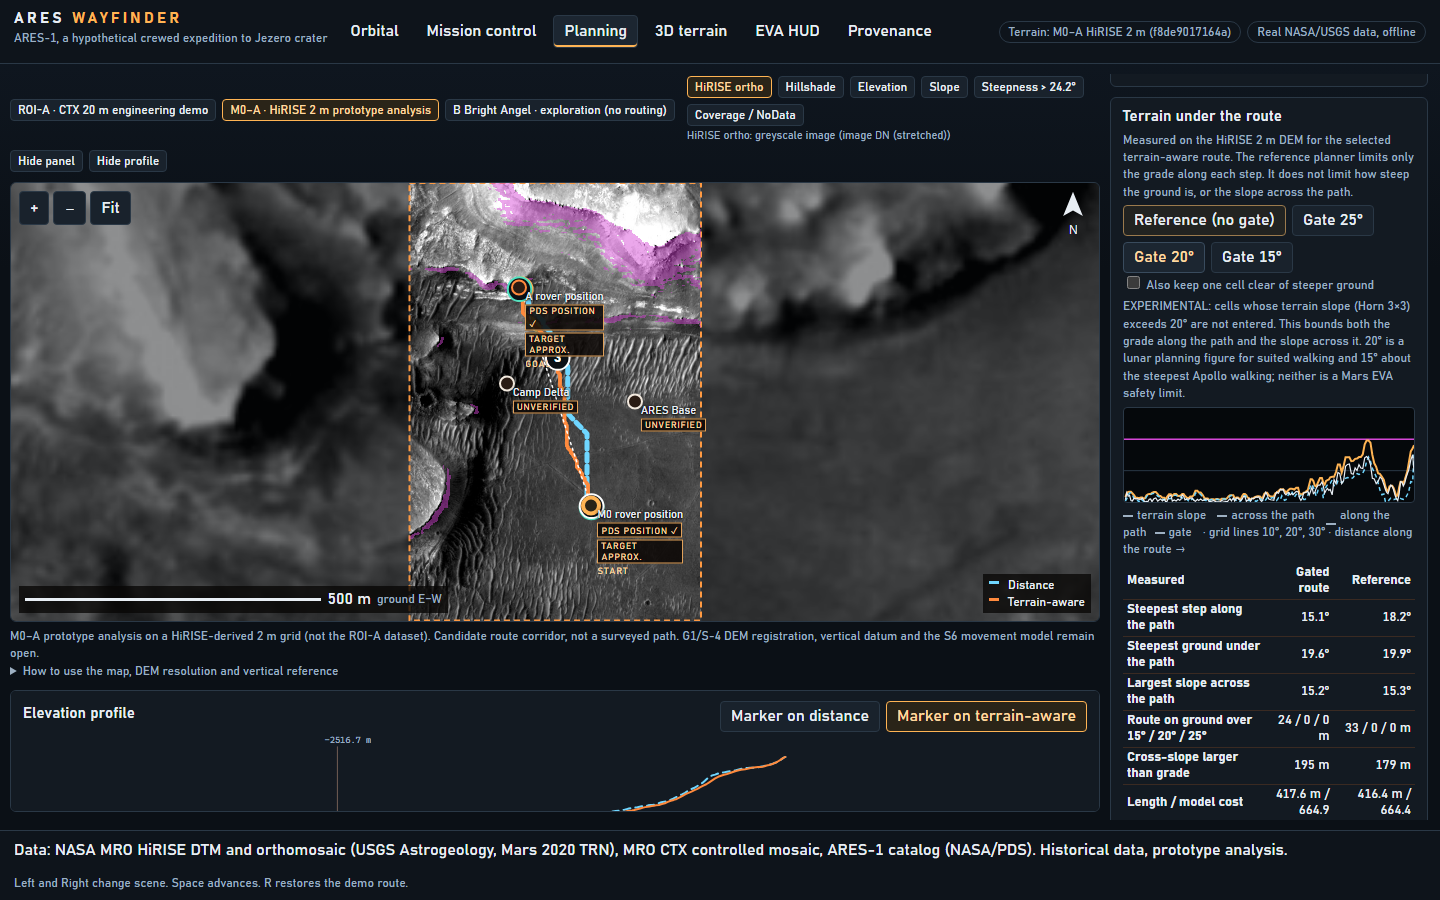 ARES WAYFINDER
ARES-1, a hypothetical crewed expedition to Jezero crater
Orbital
Mission control
Planning
3D terrain
EVA HUD
Provenance
Terrain: M0-A HiRISE 2 m (f8de9017164a)
Real NASA/USGS data, offline
ROI-A · CTX 20 m engineering demo
M0-A · HiRISE 2 m prototype analysis
B Bright Angel · exploration (no routing)
HiRISE ortho
Hillshade
Elevation
Slope
Steepness > 24.2°
Coverage / NoData
HiRISE ortho: greyscale image (image DN (stretched))
Hide panel
Hide profile
+
–
Fit
N
A rover position
PDS POSITION
✓
TARGET
APPROX.
Camp Delta
UNVERIFIED
ARES Base
UNVERIFIED
M0 rover position
PDS POSITION ✓
TARGET
APPROX.
START
500 m ground E-W
Distance
Terrain-aware
M0-A prototype analysis on a HiRISE-derived 2 m grid (not the ROI-A dataset). Candidate route corridor, not a surveyed path. G1/S-4 DEM registration, vertical datum and the S6 movement model remain
open.
▶ How to use the map, DEM resolution and vertical reference
Elevation profile
Marker on distance
Marker on terrain-aware
-2516.7 m
Terrain under the route
Measured on the HiRISE 2 m DEM for the selected
terrain-aware route. The reference planner limits only
the grade along each step. It does not limit how steep
the ground is, or the slope across the path.
Reference (no gate)
Gate 25°
Gate 20°
Gate 15°
Also keep one cell clear of steeper ground
EXPERIMENTAL: cells whose terrain slope (Horn 3×3)
exceeds 20° are not entered. This bounds both the
grade along the path and the slope across it. 20° is a
lunar planning figure for suited walking and 15° about
the steepest Apollo walking; neither is a Mars EVA
safety limit.
— terrain slope — across the path — along the
path — gate · grid lines 10°, 20°, 30° · distance along
the route →
Measured Gated route Reference
Steepest step along the path 15.1° 18.2°
Steepest ground under the path 19.6° 19.9°
Largest slope across the path 15.2° 15.3°
Route on ground over 15° / 20° / 25° 24 / 0 / 0 m 33 / 0 / 0 m
Cross-slope larger than grade 195 m 179 m
Length / model cost 417.6 m / 664.9 416.4 m / 664.4
Data: NASA MRO HiRISE DTM and orthomosaic (USGS Astrogeology, Mars 2020 TRN), MRO CTX controlled mosaic, ARES-1 catalog (NASA/PDS). Historical data, prototype analysis.
Left and Right change scene. Space advances. R restores the demo route.